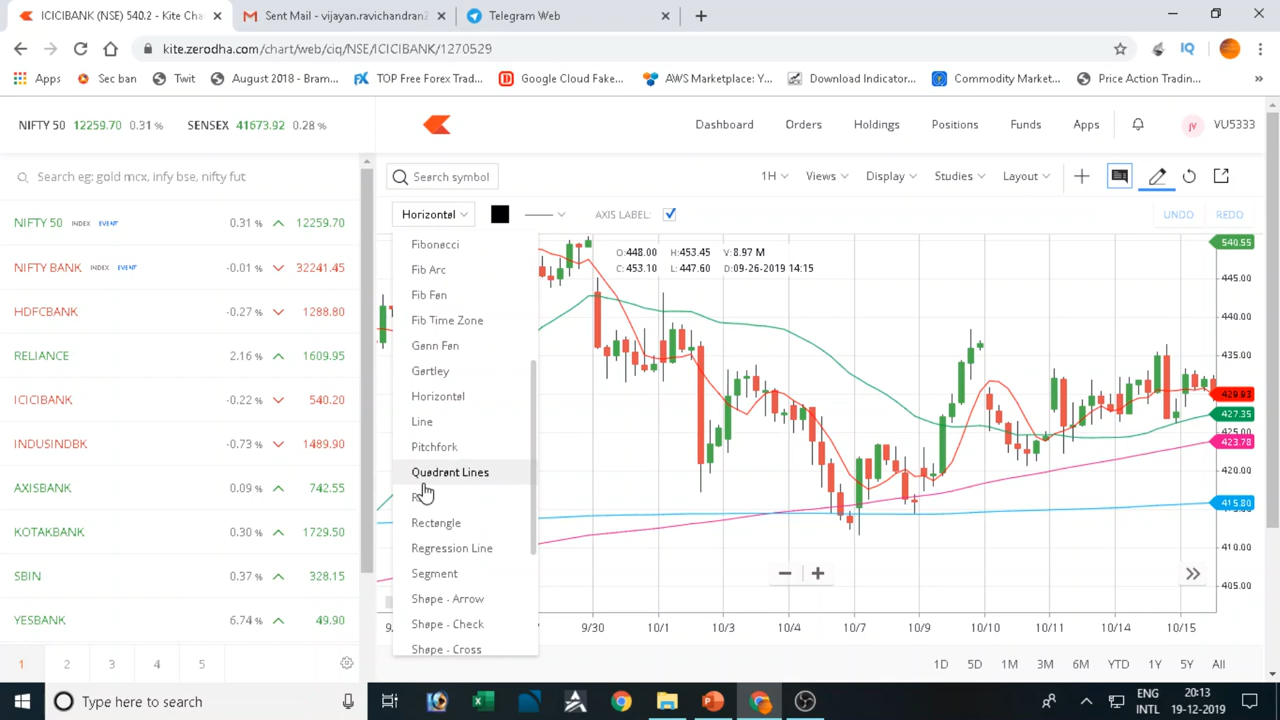 ICICIBANK (NSE) 540.2 - Kite Cha
Sent Mail - vijayan.ravichandran2
Telegram Web
kite.zerodha.com/chart/web/ciq/NSE/ICICIBANK/1270529
IQ
Apps
Sec ban
Twit
August 2018 - Bram...
TOP Free Forex Trad...
Google Cloud Fake...
AWS Marketplace: Y...
Download Indicator...
Commodity Market...
Price Action Tradin...
NIFTY 50 12259.70 0.31 %
SENSEX 41673.92 0.28 %
Dashboard
Orders
Holdings
Positions
Funds
Apps
JV
VU5333
Search eg: gold mcx, infy bse, nifty fut
Search symbol
1H
Views
Display
Studies
Layout
NIFTY 50 INDEX EVENT 0.31 % 12259.70
NIFTY BANK INDEX EVENT -0.01 % 32241.45
HDFCBANK -0.27 % 1288.80
RELIANCE 2.16 % 1609.95
ICICIBANK -0.22 % 540.20
INDUSINDBK -0.73 % 1489.90
AXISBANK 0.09 % 742.55
KOTAKBANK 0.30 % 1729.50
SBIN 0.37 % 328.15
YESBANK 6.74 % 49.90
1 2 3 4 5
Horizontal
AXIS LABEL:
UNDO
REDO
Fibonacci
Fib Arc
Fib Fan
Fib Time Zone
Gann Fan
Gartley
Horizontal
Line
Pitchfork
Quadrant Lines
Rectangle
Regression Line
Segment
Shape - Arrow
Shape - Check
Shape - Cross
O:448.00 H:453.45 V:8.97 M
C:453.10 L:447.60 D:09-26-2019 14:15
540.55
445.00
440.00
435.00
429.93
427.35
425.00
423.78
420.00
415.80
410.00
405.00
9/30 10/1 10/3 10/4 10/7 10/9 10/10 10/11 10/14 10/15
1D 5D 1M 3M 6M YTD 1Y 5Y All
Type here to search
ENG
INTL
20:13
19-12-2019